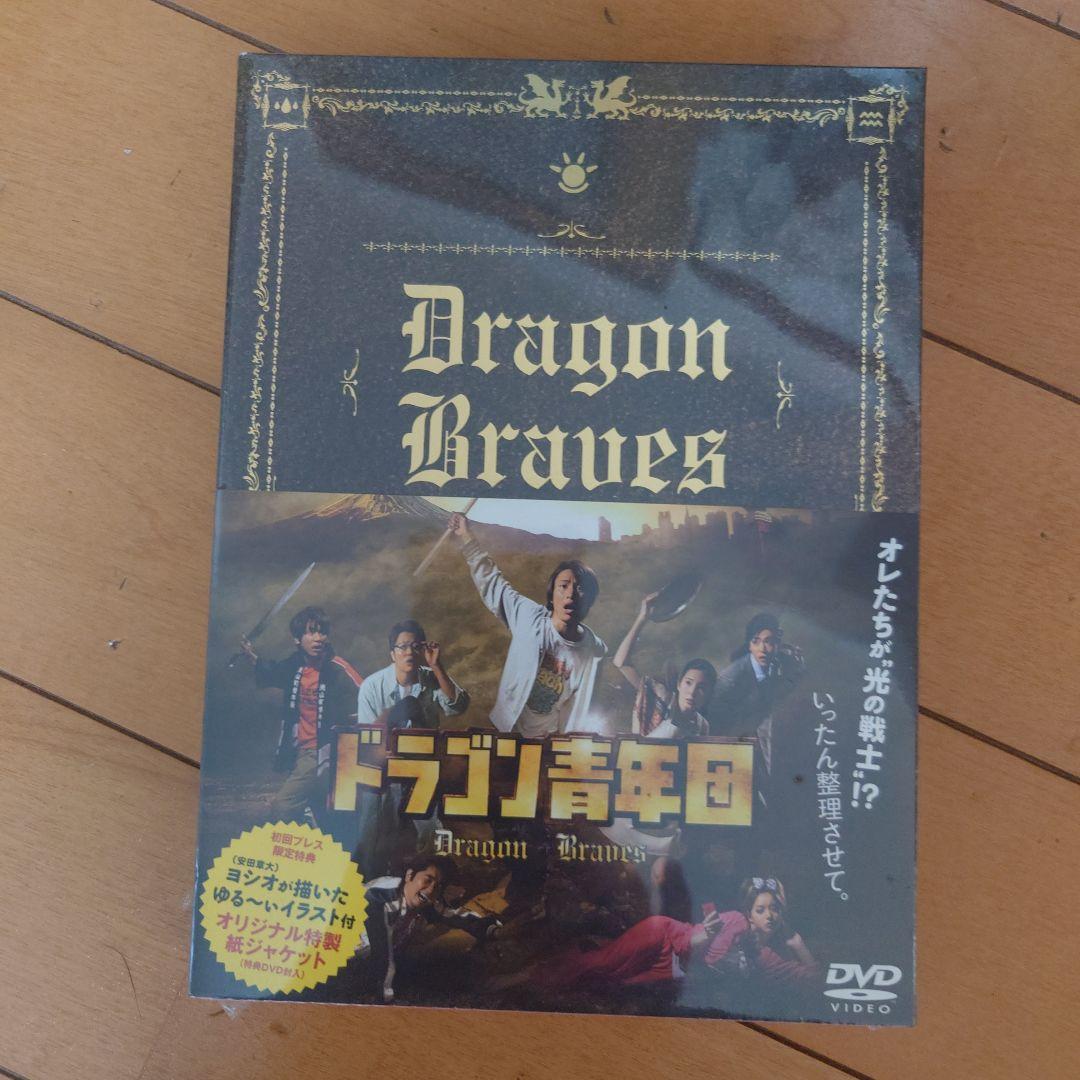 Dragon
Braves
オレたちが"光の戦士"!?
いったん整理させて。
ドラゴン青年団
Dragon Braves
初回プレス
限定特典
(安田章大)
ヨシオが描いた
ゆる〜いイラスト付
オリジナル特製
紙ジャケット
(特典DVD封入)
DVD
VIDEO